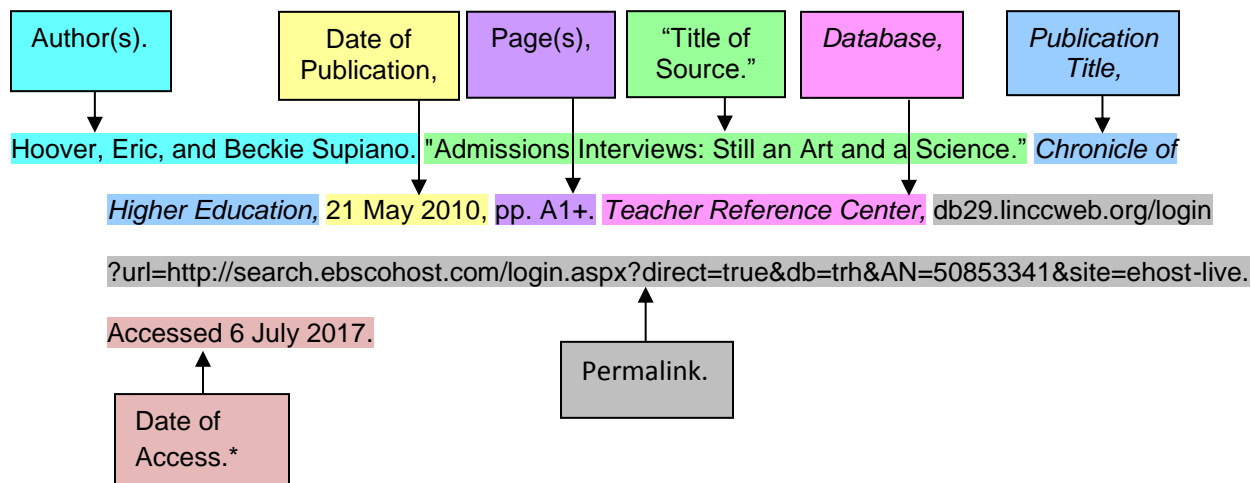 Author(s).
Date of
Publication,
Page(s),
“Title of
Source.”
Database,
Publication
Title,
Hoover, Eric, and Beckie Supiano. "Admissions Interviews: Still an Art and a Science.” Chronicle of
Higher Education, 21 May 2010, pp. A1+. Teacher Reference Center, db29.linccweb.org/login
?url=http://search.ebscohost.com/login.aspx?direct=true&db=trh&AN=50853341&site=ehost-live.
Accessed 6 July 2017.
Permalink.
Date of
Access.*